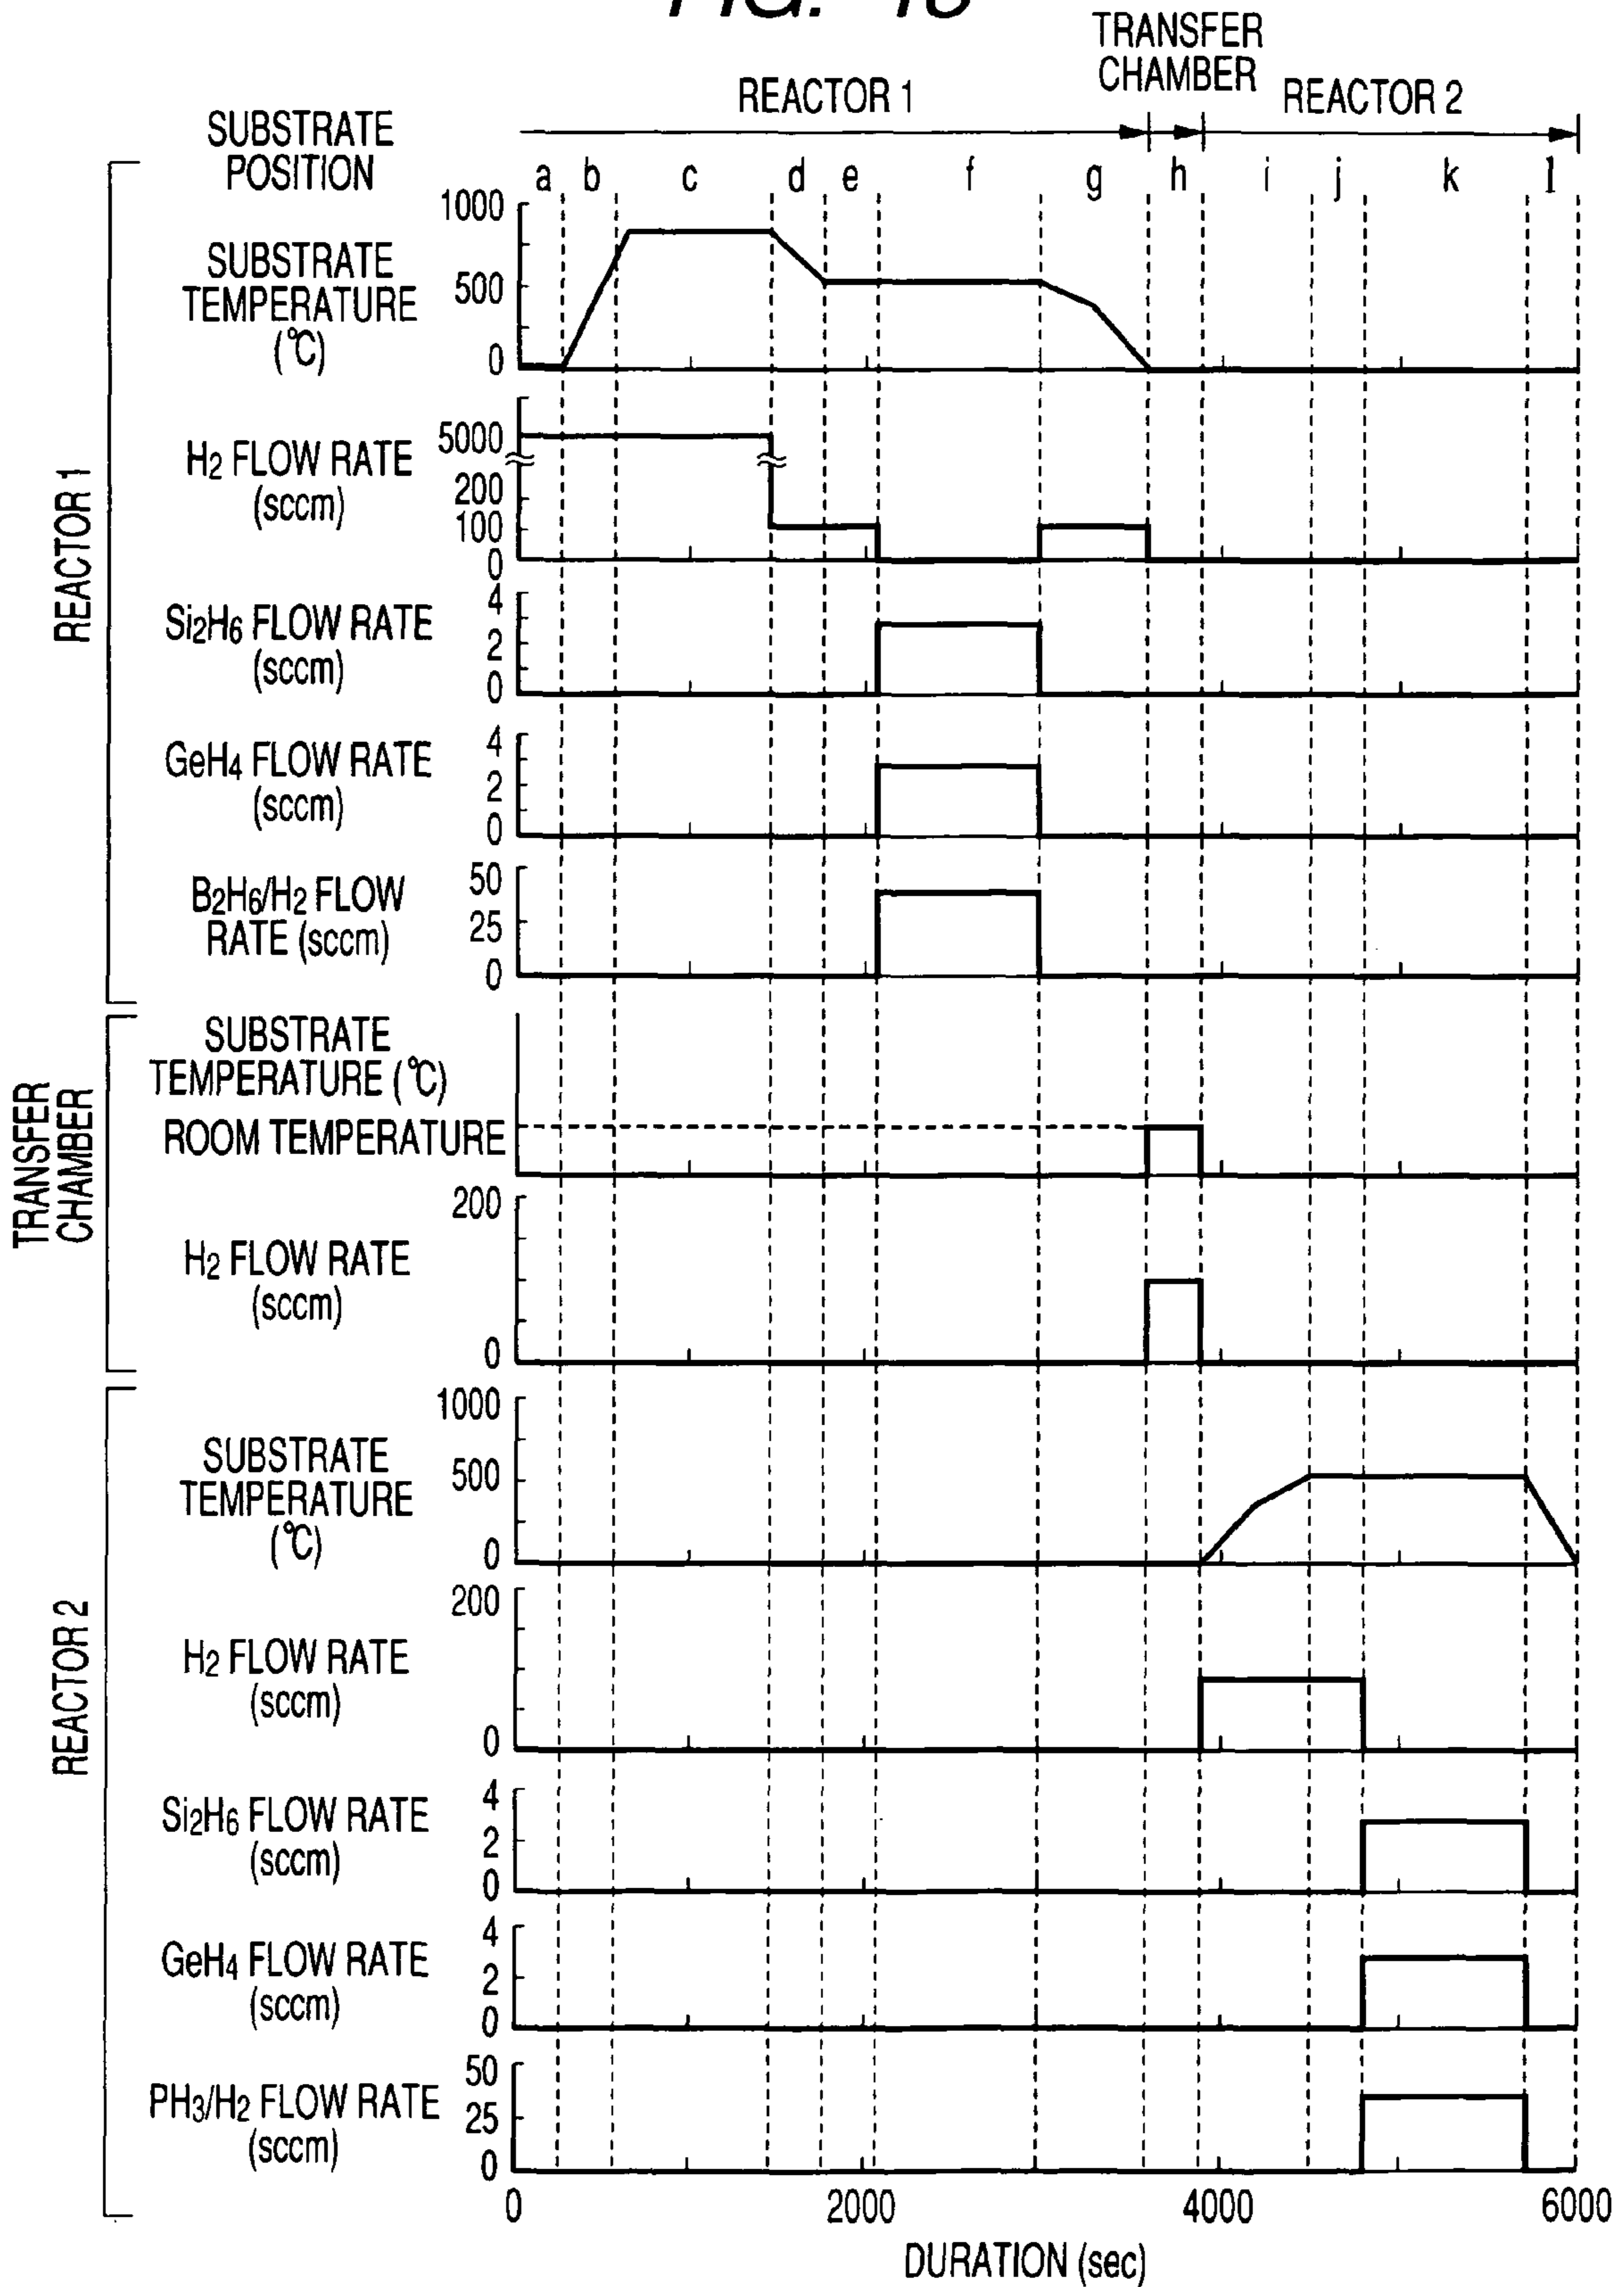 FIG. 10
TRANSFER
CHAMBER
REACTOR 1
REACTOR 2
SUBSTRATE
POSITION
a b c d e f g h i j k l
REACTOR 1
SUBSTRATE
TEMPERATURE
(℃)
1000
500
0
H2 FLOW RATE
(sccm)
5000
200
100
0
Si2H6 FLOW RATE
(sccm)
4
2
0
GeH4 FLOW RATE
(sccm)
4
2
0
B2H6/H2 FLOW
RATE (sccm)
50
25
0
TRANSFER
CHAMBER
SUBSTRATE
TEMPERATURE (℃)
ROOM TEMPERATURE
H2 FLOW RATE
(sccm)
200
0
REACTOR 2
SUBSTRATE
TEMPERATURE
(℃)
1000
500
0
H2 FLOW RATE
(sccm)
200
0
Si2H6 FLOW RATE
(sccm)
4
2
0
GeH4 FLOW RATE
(sccm)
4
2
0
PH3/H2 FLOW RATE
(sccm)
50
25
0
0 2000 4000 6000
DURATION (sec)